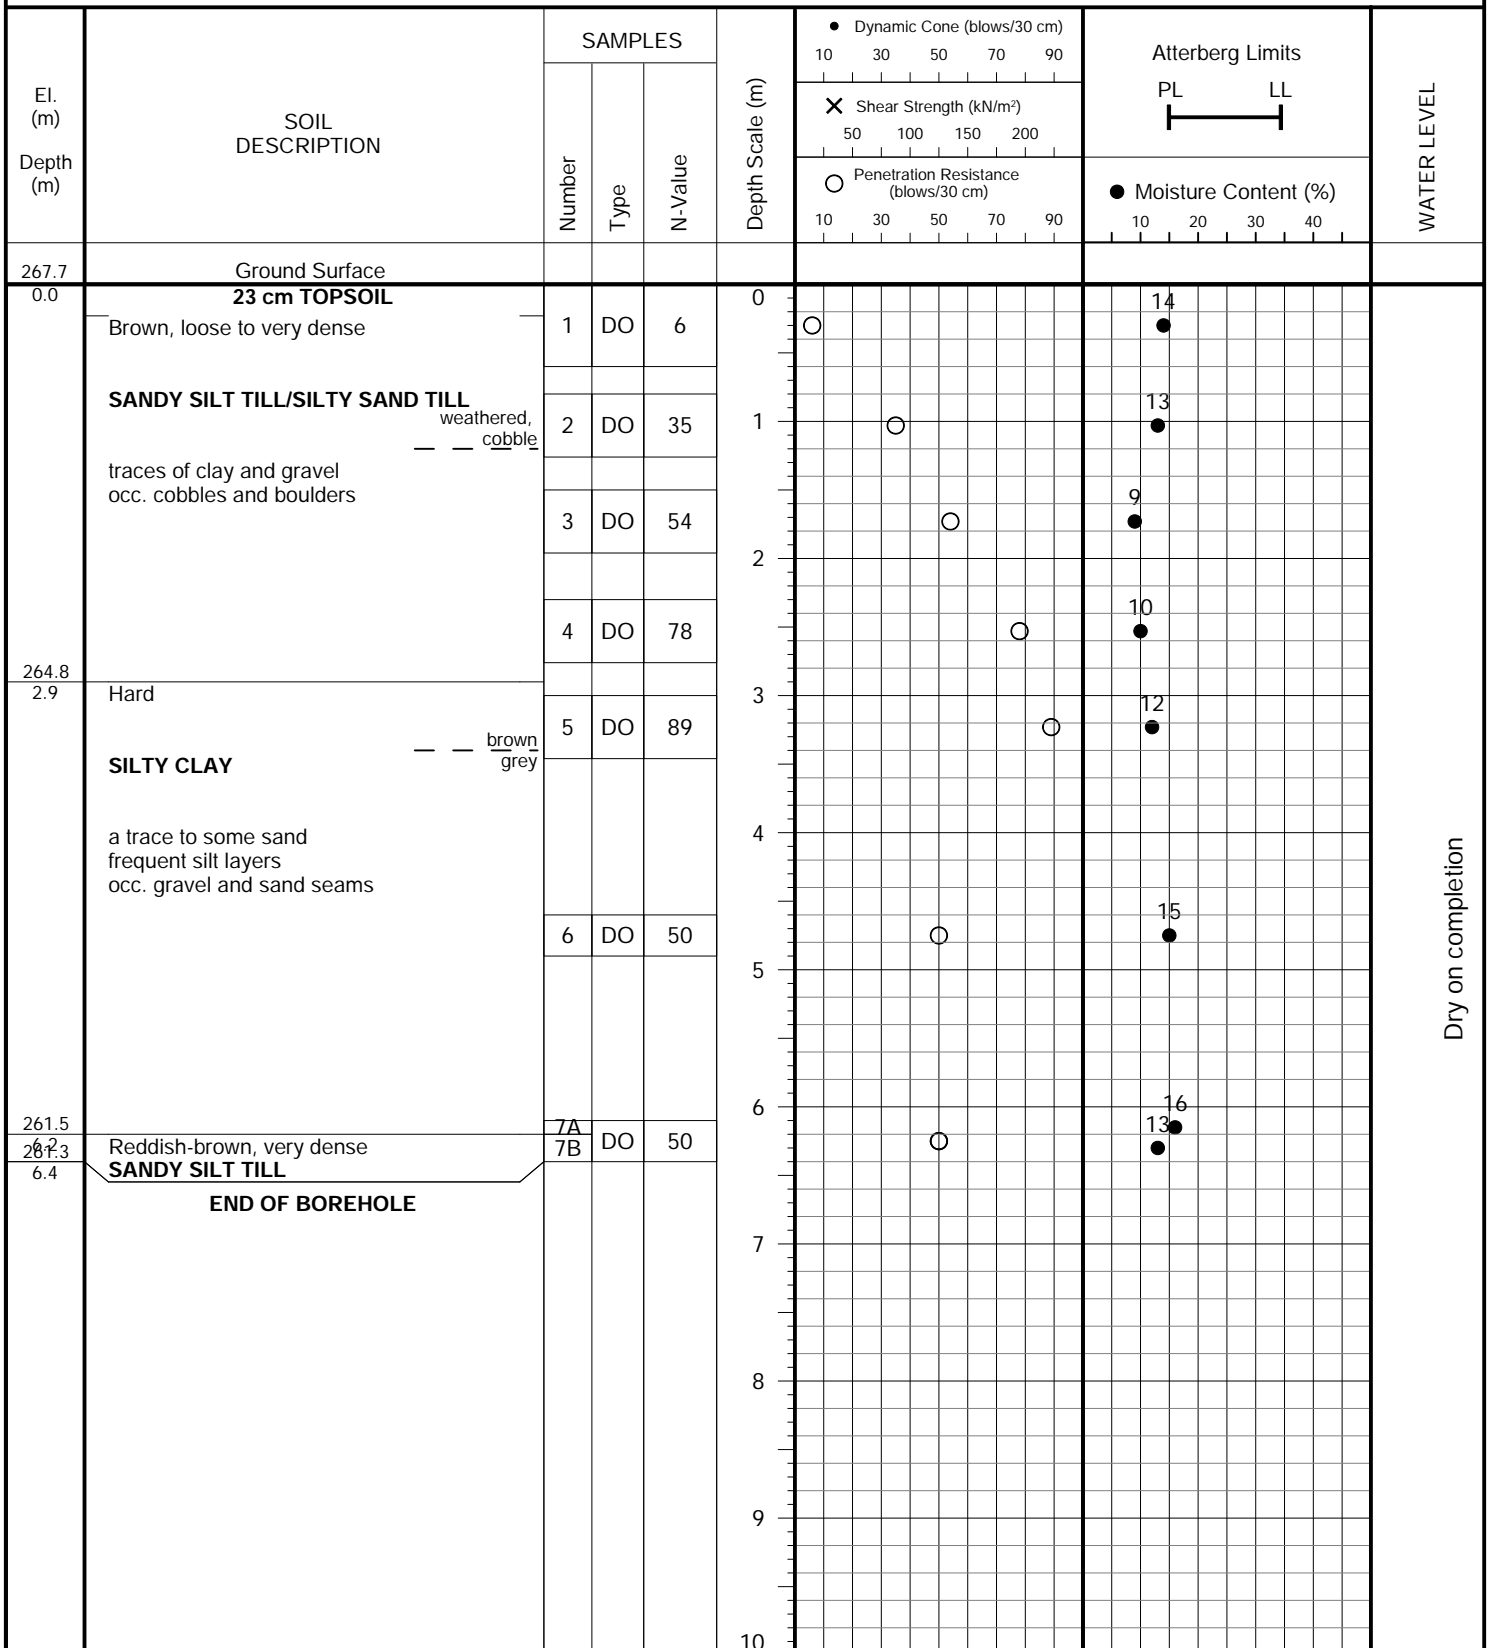 El.
(m)
Depth
(m)
SOIL
DESCRIPTION
SAMPLES
Number
Type
N-Value
Depth Scale (m)
Dynamic Cone (blows/30 cm)
10 30 50 70 90
Shear Strength (kN/m²)
50 100 150 200
Penetration Resistance
(blows/30 cm)
10 30 50 70 90
Atterberg Limits
PL LL
Moisture Content (%)
10 20 30 40
WATER LEVEL
267.7 Ground Surface
0.0 23 cm TOPSOIL 0
14
Brown, loose to very dense 1 DO 6
SANDY SILT TILL/SILTY SAND TILL 13
weathered,
cobble
2 DO 35 1
traces of clay and gravel
occ. cobbles and boulders
9
3 DO 54
2
10
4 DO 78
264.8
2.9 Hard 3
12
5 DO 89
brown
grey
SILTY CLAY
4
a trace to some sand
frequent silt layers
occ. gravel and sand seams
Dry on completion
15
6 DO 50
5
6
16
261.5 7A 13
6.2 Reddish-brown, very dense 7B DO 50
261.3
6.4 SANDY SILT TILL
END OF BOREHOLE
7
8
9
10